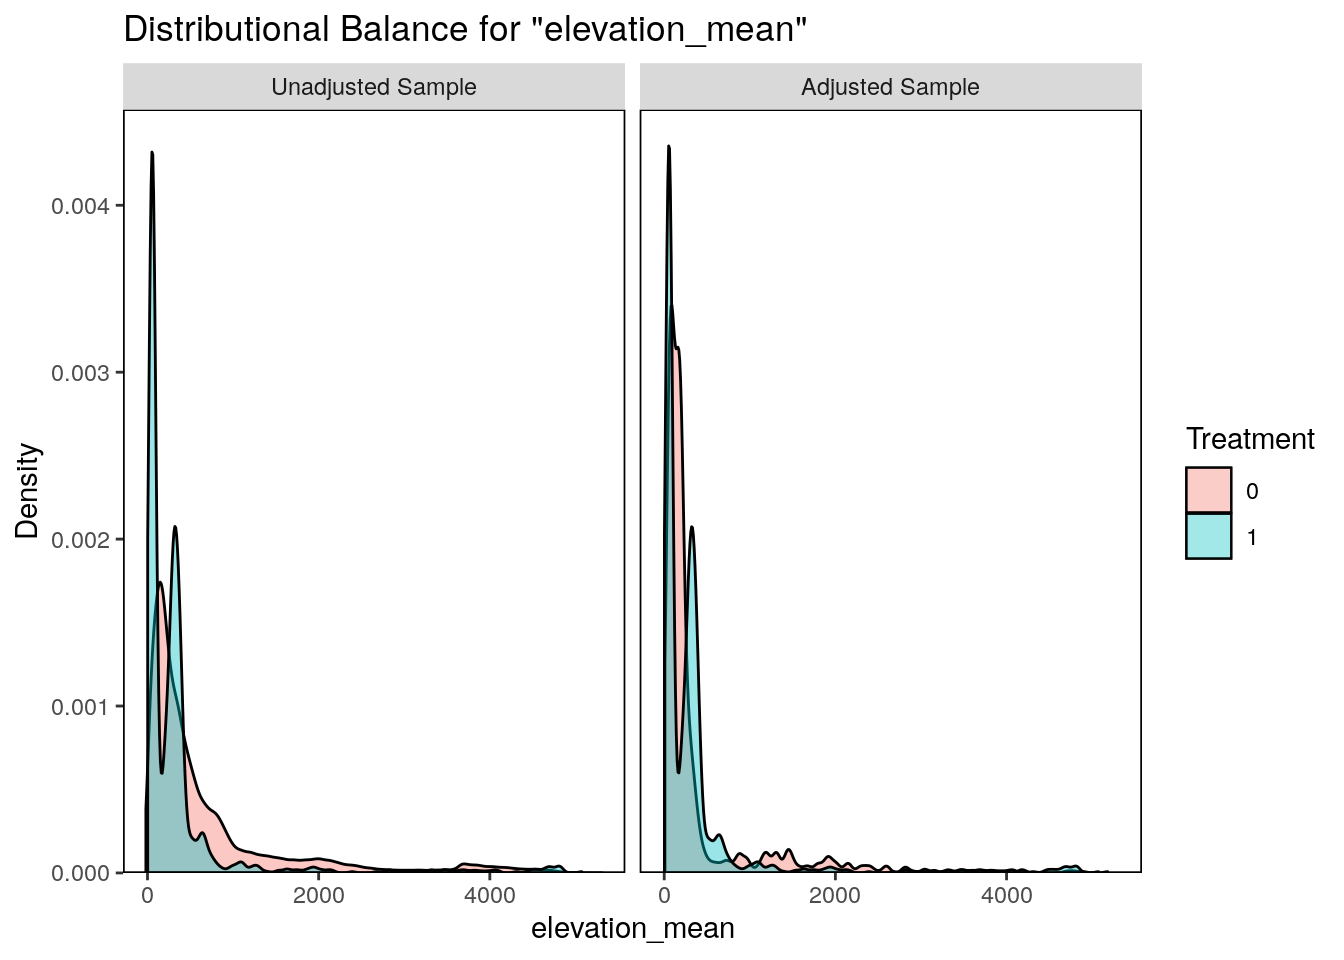 Distributional Balance for "elevation_mean"
Unadjusted Sample
Adjusted Sample
Density
0.004
0.003
0.002
0.001
0.000
0
2000
4000
0
2000
4000
elevation_mean
Treatment
0
1